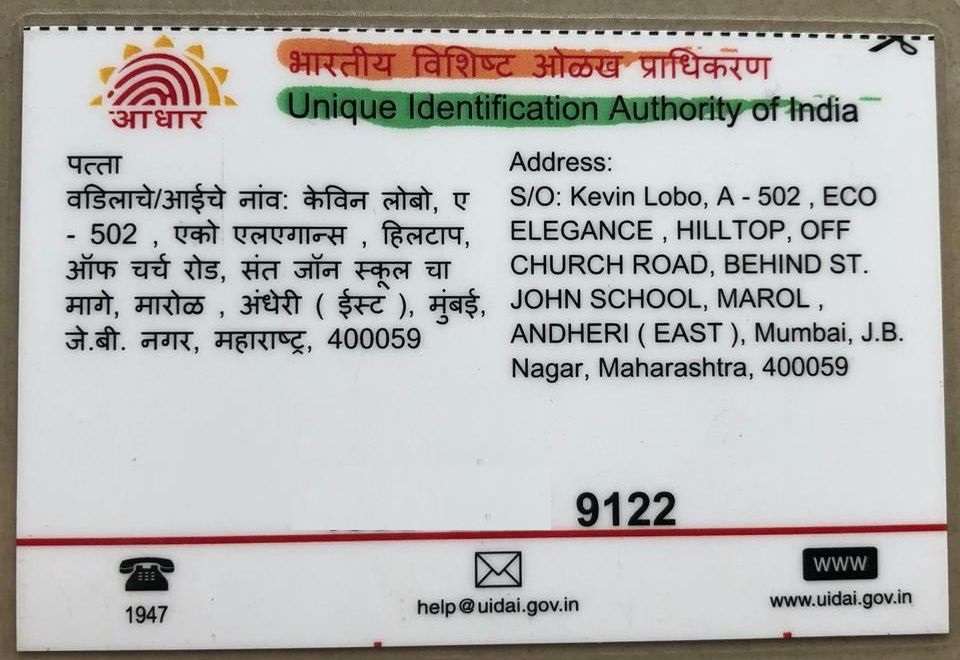 आधार
भारतीय विशिष्ट ओळख प्राधिकरण
Unique Identification Authority of India
पत्ता
वडिलाचे/आईचे नांव: केविन लोबो, ए
- 502 , एको एलएगान्स , हिलटाप,
ऑफ चर्च रोड, संत जॉन स्कूल चा
मागे, मारोळ , अंधेरी ( ईस्ट ), मुंबई,
जे.बी. नगर, महाराष्ट्र, 400059
Address:
S/O: Kevin Lobo, A - 502 , ECO
ELEGANCE , HILLTOP, OFF
CHURCH ROAD, BEHIND ST.
JOHN SCHOOL, MAROL ,
ANDHERI ( EAST ), Mumbai, J.B.
Nagar, Maharashtra, 400059
9122
1947
help@uidai.gov.in
www
www.uidai.gov.in